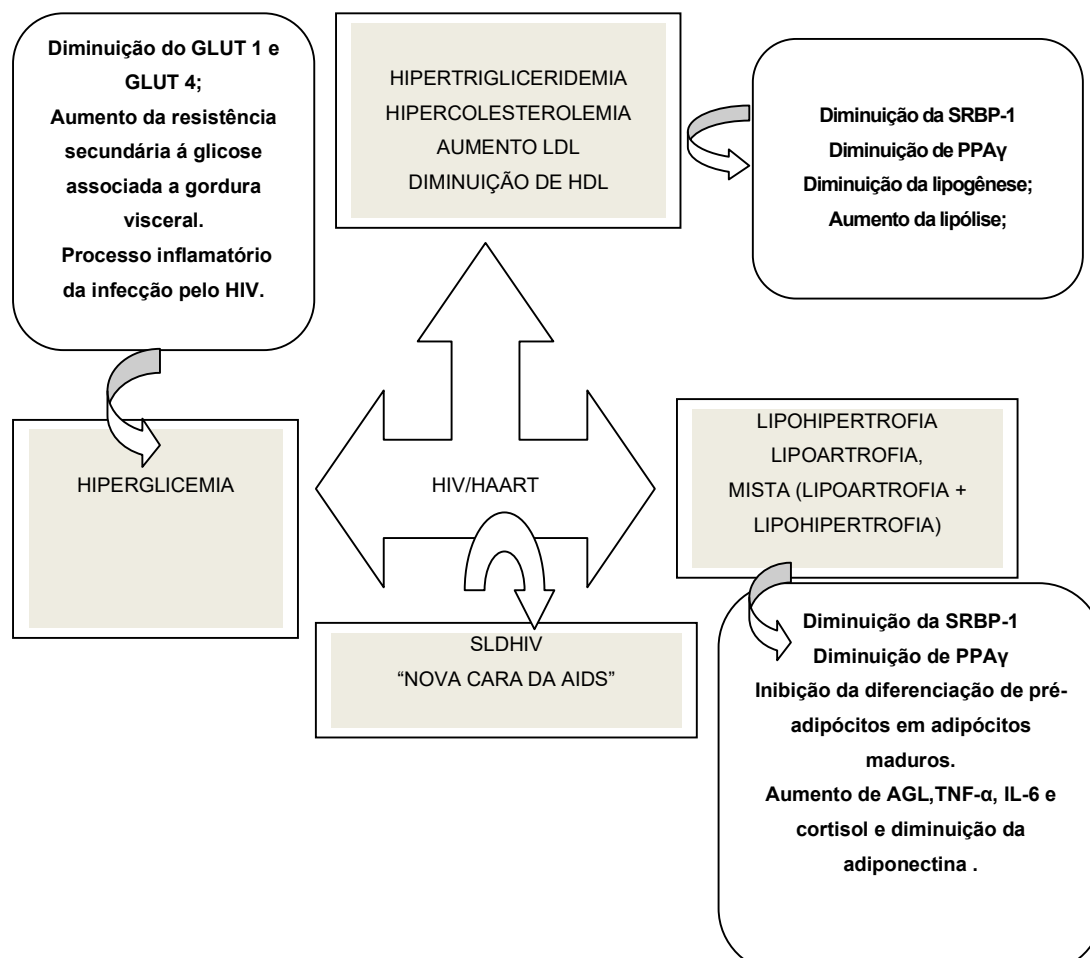 Diminuição do GLUT 1 e
GLUT 4;
Aumento da resistência
secundária á glicose
associada a gordura
visceral.
Processo inflamatório
da infecção pelo HIV.
HIPERTRIGLICERIDEMIA
HIPERCOLESTEROLEMIA
AUMENTO LDL
DIMINUIÇÃO DE HDL
Diminuição da SRBP-1
Diminuição de PPAγ
Diminuição da lipogênese;
Aumento da lipólise;
HIPERGLICEMIA
HIV/HAART
LIPOHIPERTROFIA
LIPOARTROFIA,
MISTA (LIPOARTROFIA +
LIPOHIPERTROFIA)
SLDHIV
“NOVA CARA DA AIDS”
Diminuição da SRBP-1
Diminuição de PPAγ
Inibição da diferenciação de pré-
adipócitos em adipócitos
maduros.
Aumento de AGL,TNF-α, IL-6 e
cortisol e diminuição da
adiponectina .